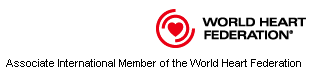 WORLD HEART
FEDERATION®
Associate International Member of the World Heart Federation